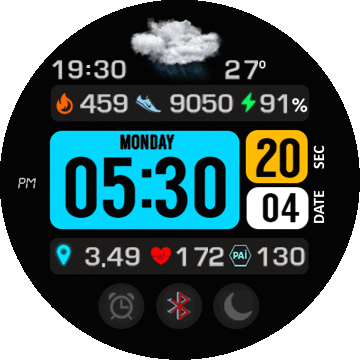 19:30 27°
459 9050 91%
MONDAY
PM 05:30 20 SEC
04 DATE
3,49 172 PAI 130